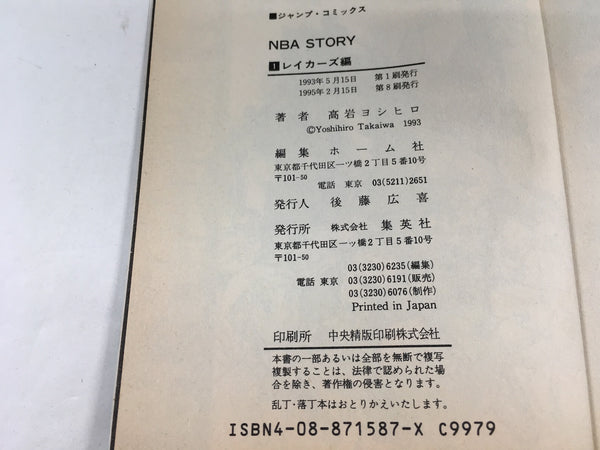 ■ジャンプ・コミックス
NBA STORY
1 レイカーズ編
1993年5月15日 第1刷発行
1995年2月15日 第8刷発行
著者 高岩ヨシヒロ
©Yoshihiro Takaiwa 1993
編集 ホーム社
東京都千代田区一ツ橋2丁目5番10号
〒101-50
電話 東京 03(5211)2651
発行人 後藤広喜
発行所 株式会社 集英社
東京都千代田区一ツ橋2丁目5番10号
〒101-50
03(3230)6235(編集)
電話 東京 03(3230)6191(販売)
03(3230)6076(制作)
Printed in Japan
印刷所 中央精版印刷株式会社
本書の一部あるいは全部を無断で複写
複製することは、法律で認められた場
合を除き、著作権の侵害となります。
乱丁・落丁本はおとりかえいたします。
ISBN4-08-871587-X C9979